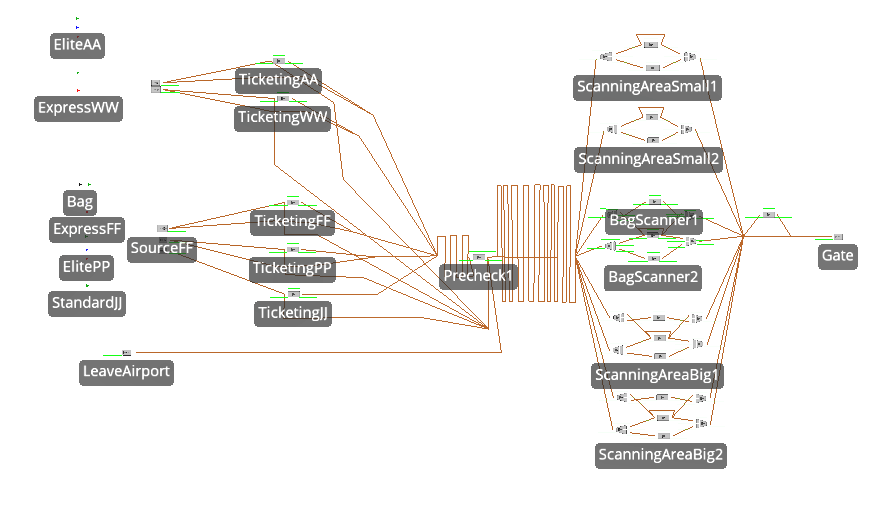 EliteAA
ExpressWW
Bag
ExpressFF
ElitePP
StandardJJ
SourceFF
LeaveAirport
TicketingAA
TicketingWW
TicketingFF
TicketingPP
TicketingJJ
Precheck1
ScanningAreaSmall1
ScanningAreaSmall2
BagScanner1
BagScanner2
ScanningAreaBig1
ScanningAreaBig2
Gate